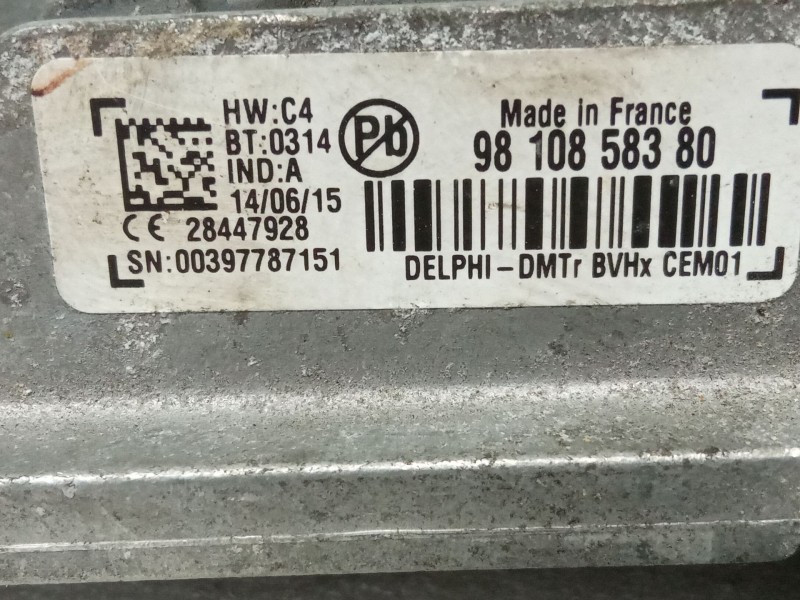 HW:C4
BT:0314
IND:A
14/06/15
CE 28447928
SN:00397787151
Pb
Made in France
98 108 583 80
DELPHI-DMTr BVHx CEM01